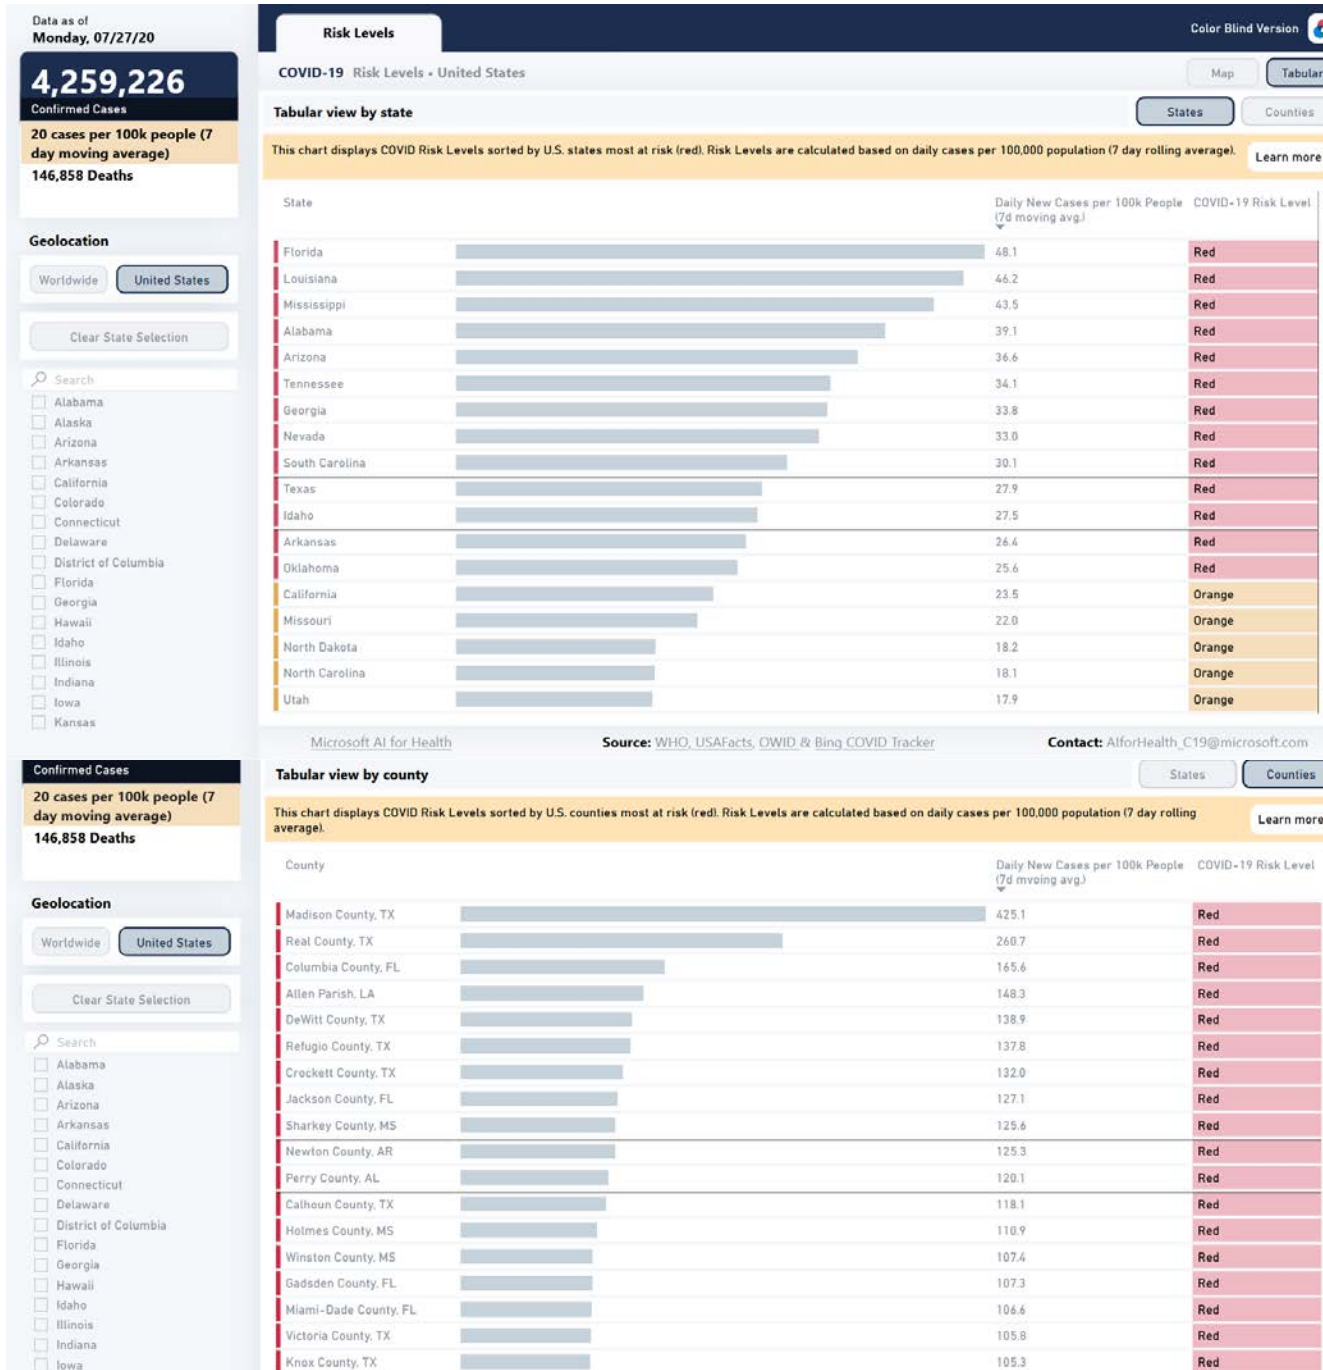 Data as of
Monday, 07/27/20
4,259,226
Confirmed Cases
20 cases per 100k people (7
day moving average)
146,858 Deaths
Geolocation
Worldwide United States
Clear State Selection
Search
Alabama
Alaska
Arizona
Arkansas
California
Colorado
Connecticut
Delaware
District of Columbia
Florida
Georgia
Hawaii
Idaho
Illinois
Indiana
Iowa
Kansas
Risk Levels
Color Blind Version
COVID-19 Risk Levels • United States
Map Tabular
Tabular view by state
States Counties
This chart displays COVID Risk Levels sorted by U.S. states most at risk (red). Risk Levels are calculated based on daily cases per 100,000 population (7 day rolling average).
Learn more
State Daily New Cases per 100k People (7d moving avg.) COVID-19 Risk Level
Florida 48.1 Red
Louisiana 46.2 Red
Mississippi 43.5 Red
Alabama 39.1 Red
Arizona 36.6 Red
Tennessee 34.1 Red
Georgia 33.8 Red
Nevada 33.0 Red
South Carolina 30.1 Red
Texas 27.9 Red
Idaho 27.5 Red
Arkansas 26.4 Red
Oklahoma 25.6 Red
California 23.5 Orange
Missouri 22.0 Orange
North Dakota 18.2 Orange
North Carolina 18.1 Orange
Utah 17.9 Orange
Microsoft AI for Health Source: WHO, USAFacts, OWID & Bing COVID Tracker Contact: AIforHealth_C19@microsoft.com
Confirmed Cases
20 cases per 100k people (7
day moving average)
146,858 Deaths
Geolocation
Worldwide United States
Clear State Selection
Search
Alabama
Alaska
Arizona
Arkansas
California
Colorado
Connecticut
Delaware
District of Columbia
Florida
Georgia
Hawaii
Idaho
Illinois
Indiana
Iowa
Tabular view by county
States Counties
This chart displays COVID Risk Levels sorted by U.S. counties most at risk (red). Risk Levels are calculated based on daily cases per 100,000 population (7 day rolling
average).
Learn more
County Daily New Cases per 100k People (7d mvoing avg.) COVID-19 Risk Level
Madison County, TX 425.1 Red
Real County, TX 260.7 Red
Columbia County, FL 165.6 Red
Allen Parish, LA 148.3 Red
DeWitt County, TX 138.9 Red
Refugio County, TX 137.8 Red
Crockett County, TX 132.0 Red
Jackson County, FL 127.1 Red
Sharkey County, MS 125.6 Red
Newton County, AR 125.3 Red
Perry County, AL 120.1 Red
Calhoun County, TX 118.1 Red
Holmes County, MS 110.9 Red
Winston County, MS 107.4 Red
Gadsden County, FL 107.3 Red
Miami-Dade County, FL 106.6 Red
Victoria County, TX 105.8 Red
Knox County, TX 105.3 Red